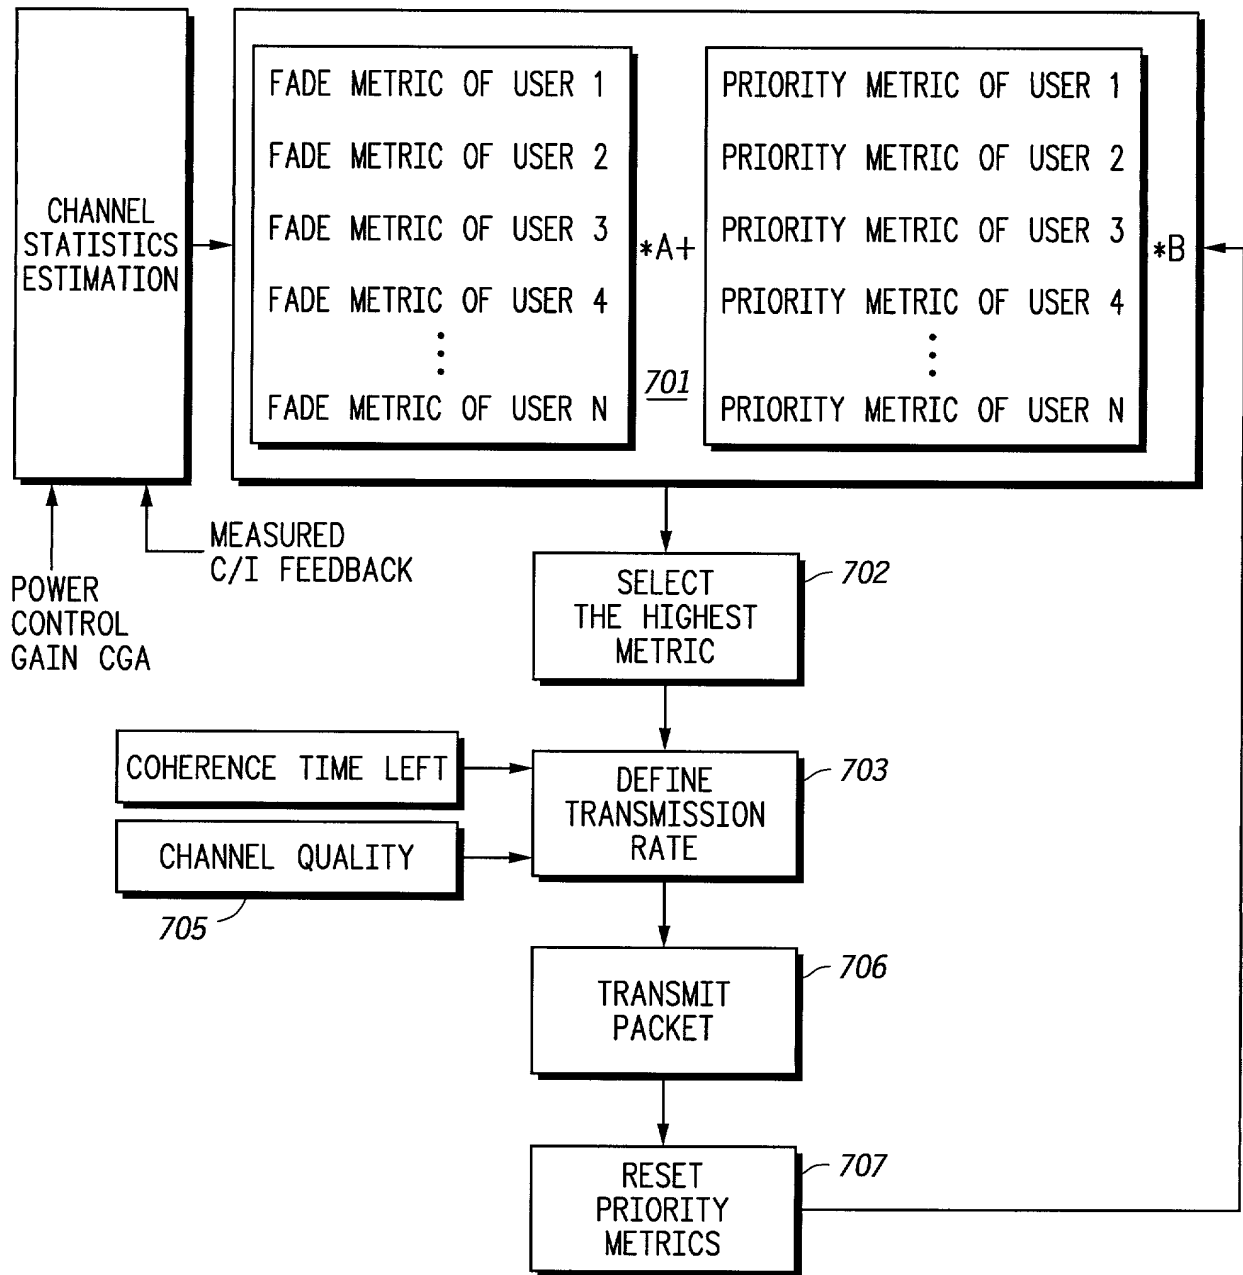 CHANNEL
STATISTICS
ESTIMATION
FADE METRIC OF USER 1
FADE METRIC OF USER 2
FADE METRIC OF USER 3
FADE METRIC OF USER 4
FADE METRIC OF USER N
*A+
701
PRIORITY METRIC OF USER 1
PRIORITY METRIC OF USER 2
PRIORITY METRIC OF USER 3
PRIORITY METRIC OF USER 4
PRIORITY METRIC OF USER N
*B
POWER
CONTROL
GAIN CGA
MEASURED
C/I FEEDBACK
SELECT
THE HIGHEST
METRIC
702
COHERENCE TIME LEFT
CHANNEL QUALITY
705
DEFINE
TRANSMISSION
RATE
703
TRANSMIT
PACKET
706
RESET
PRIORITY
METRICS
707